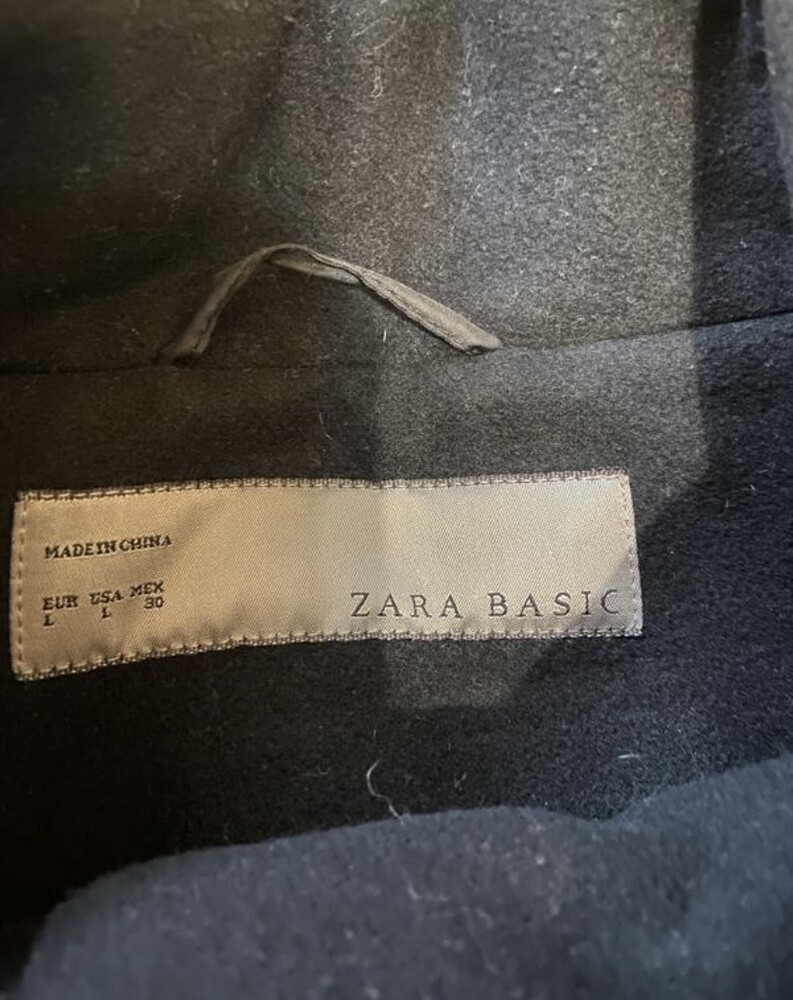 MADE IN CHINA
EUR USA MEX
L L 30
ZARA BASIC